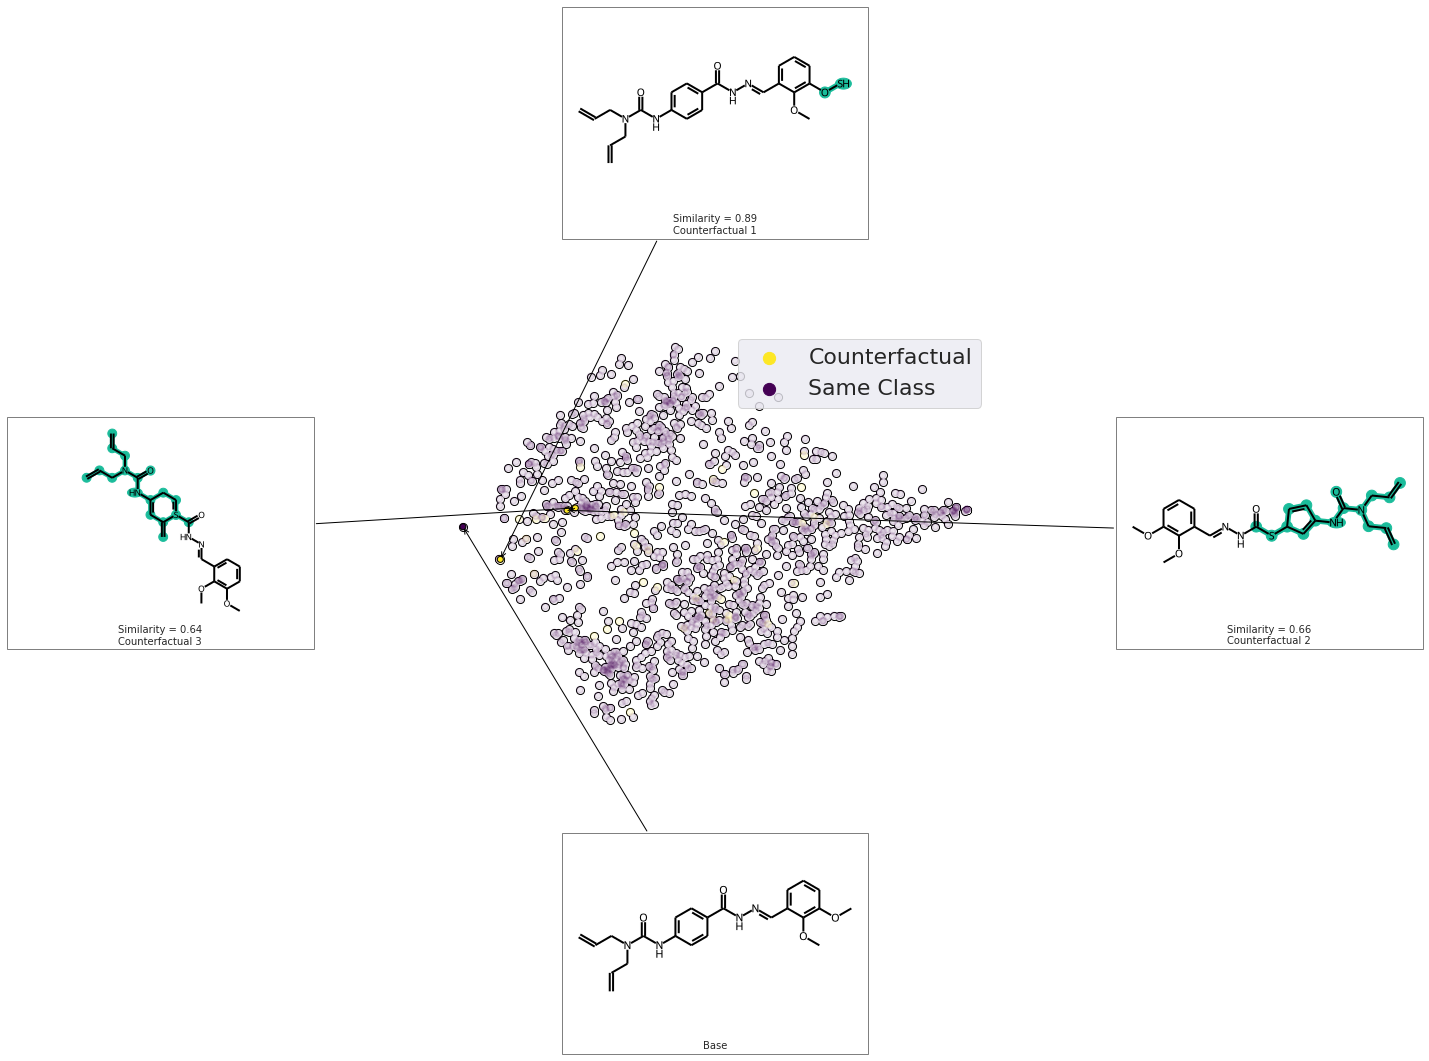 O
O
N
N
H
N
N
H
O
O
SH
Similarity = 0.89
Counterfactual 1
Counterfactual
Same Class
N
O
HN
S
O
HN
N
O
O
Similarity = 0.64
Counterfactual 3
O
O
N
N
H
O
S
O
NH
N
Similarity = 0.66
Counterfactual 2
O
O
N
N
H
N
N
H
O
O
Base